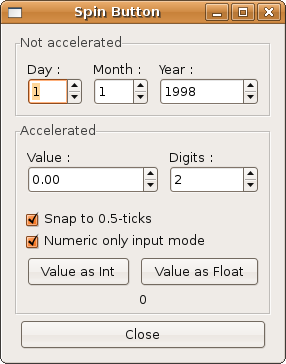 Spin Button
Not accelerated
Day : Month : Year :
1 1 1998
Accelerated
Value : Digits :
0.00 2
Snap to 0.5-ticks
Numeric only input mode
Value as Int Value as Float
0
Close